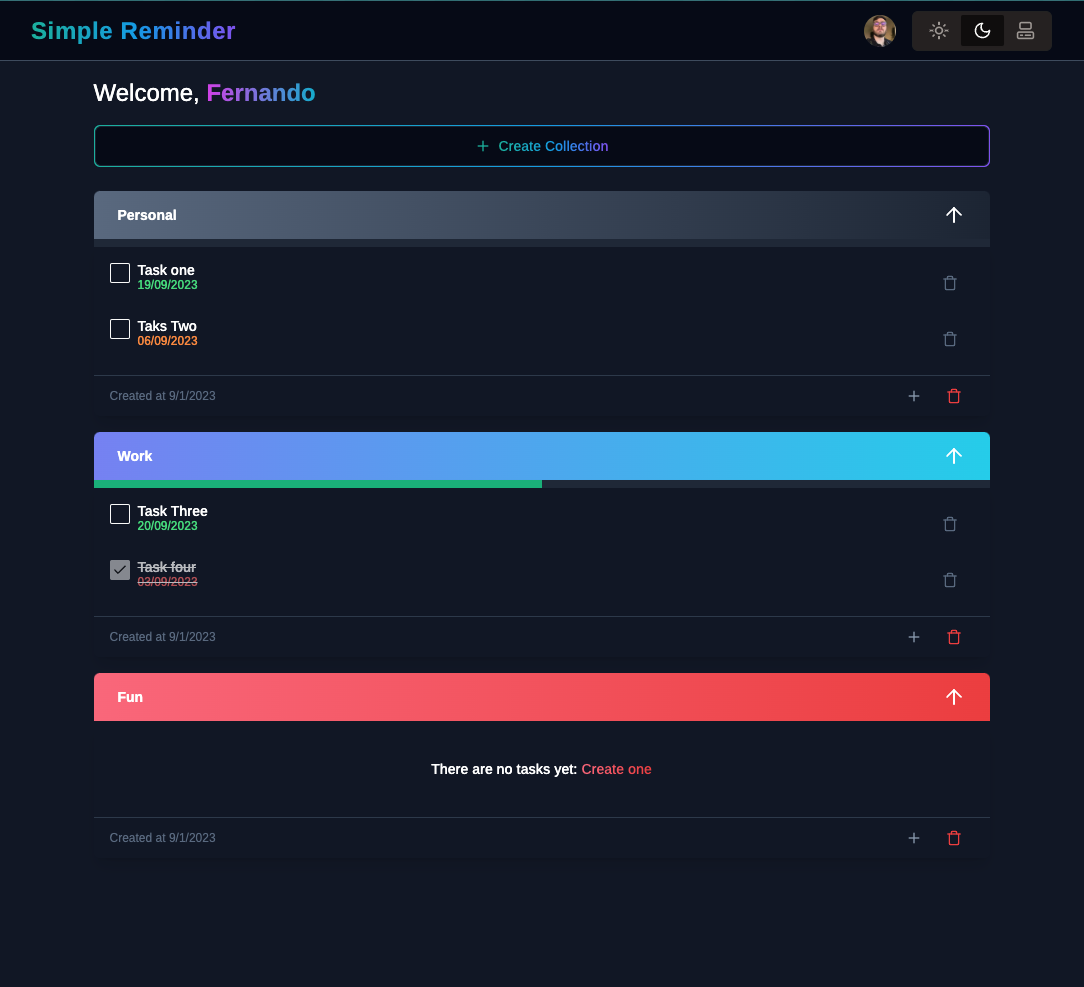 Simple Reminder
Welcome, Fernando
Create Collection
Personal
Task one
19/09/2023
Taks Two
06/09/2023
Created at 9/1/2023
Work
Task Three
20/09/2023
Task four
03/09/2023
Created at 9/1/2023
Fun
There are no tasks yet: Create one
Created at 9/1/2023